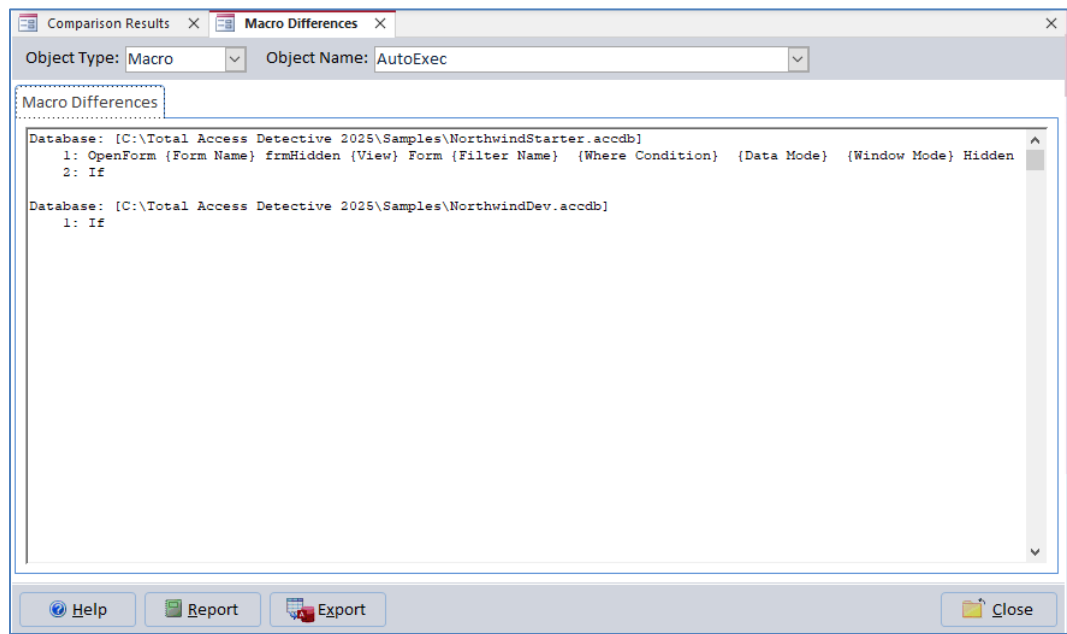 Comparison Results Macro Differences
Object Type: Macro Object Name: AutoExec
Macro Differences
Database: [C:\Total Access Detective 2025\Samples\NorthwindStarter.accdb]
1: OpenForm {Form Name} frmHidden {View} Form {Filter Name} {Where Condition} {Data Mode} {Window Mode} Hidden
2: If
Database: [C:\Total Access Detective 2025\Samples\NorthwindDev.accdb]
1: If
Help Report Export Close